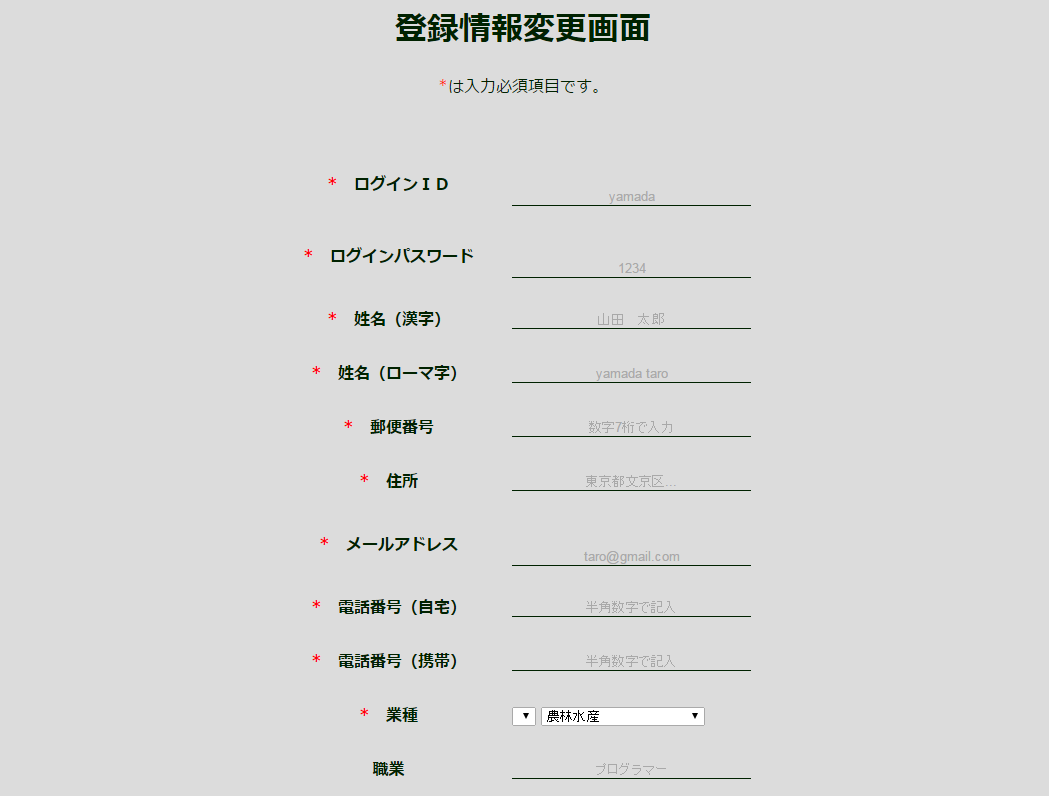 登録情報変更画面
*は入力必須項目です。
* ログインＩＤ yamada
* ログインパスワード 1234
* 姓名（漢字） 山田　太郎
* 姓名（ローマ字） yamada taro
* 郵便番号 数字7桁で入力
* 住所 東京都文京区...
* メールアドレス taro@gmail.com
* 電話番号（自宅） 半角数字で記入
* 電話番号（携帯） 半角数字で記入
* 業種 農林水産
職業 プログラマー